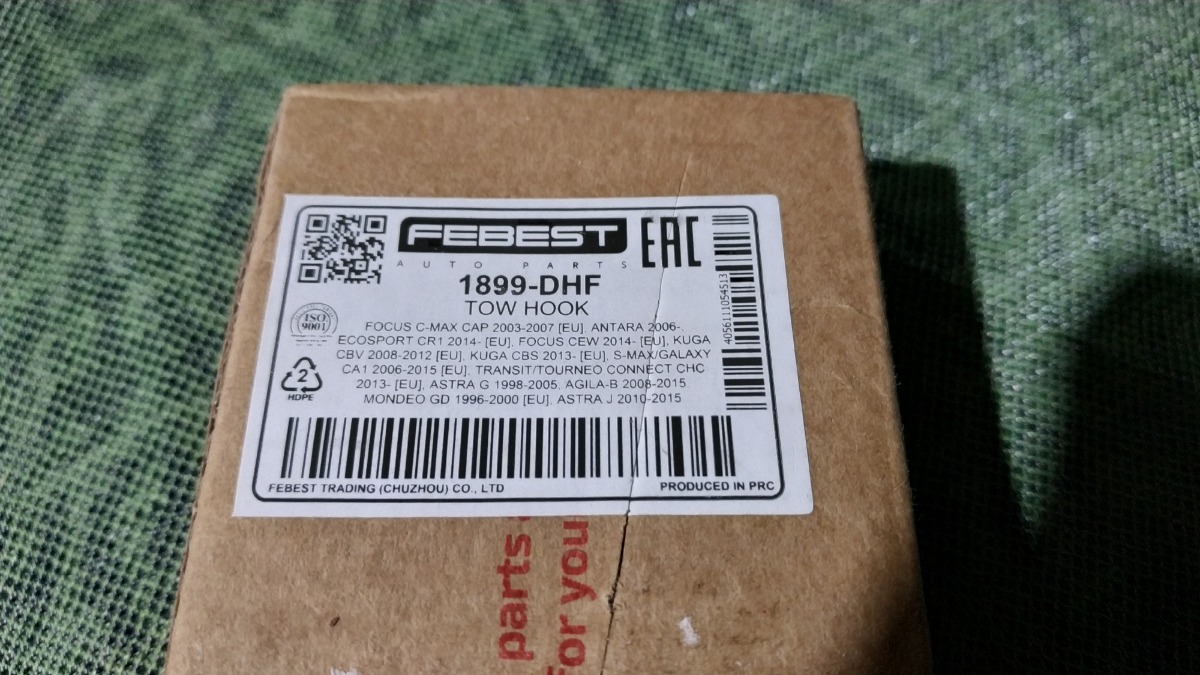 FEBEST
AUTO PARTS
EAC
1899-DHF
TOW HOOK
ISO
9001
FOCUS C-MAX CAP 2003-2007 [EU], ANTARA 2006-,
ECOSPORT CR1 2014- [EU], FOCUS CEW 2014- [EU], KUGA
CBV 2008-2012 [EU], KUGA CBS 2013- [EU], S-MAX/GALAXY
CA1 2006-2015 [EU], TRANSIT/TOURNEO CONNECT CHC
2013- [EU], ASTRA G 1998-2005, AGILA-B 2008-2015
MONDEO GD 1996-2000 [EU], ASTRA J 2010-2015
2
HDPE
4056111054513
FEBEST TRADING (CHUZHOU) CO., LTD
PRODUCED IN PRC
parts
for you